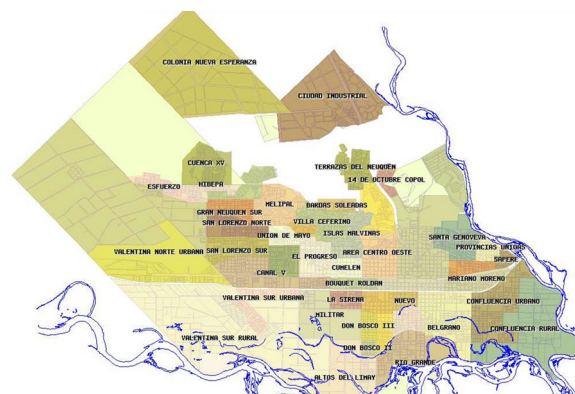 COLONIA NUEVA ESPERANZA
CIUDAD INDUSTRIAL
CUENCA XV
TERRAZAS DEL NEUQUEN
14 DE OCTUBRE COPOL
ESFUERZO
HIBEPA
MELIPAL
BARDAS SOLEADAS
GRAN NEUQUEN SUR
SAN LORENZO NORTE
VILLA CEFERINO
UNION DE MAYO
ISLAS MALVINAS
SANTA GENOVEVA
PROVINCIAS UNIDAS
VALENTINA NORTE URBANA
SAN LORENZO SUR
EL PROGRESO
AREA CENTRO OESTE
SAPERE
CUMELEN
CANAL V
MARIANO MORENO
BOUQUET ROLDAN
VALENTINA SUR URBANA
LA SIRENA
NUEVO
CONFLUENCIA URBANO
MILITAR
DON BOSCO III
BELGRANO
CONFLUENCIA RURAL
VALENTINA SUR RURAL
DON BOSCO II
RIO GRANDE
ALTOS DEL LIMAY